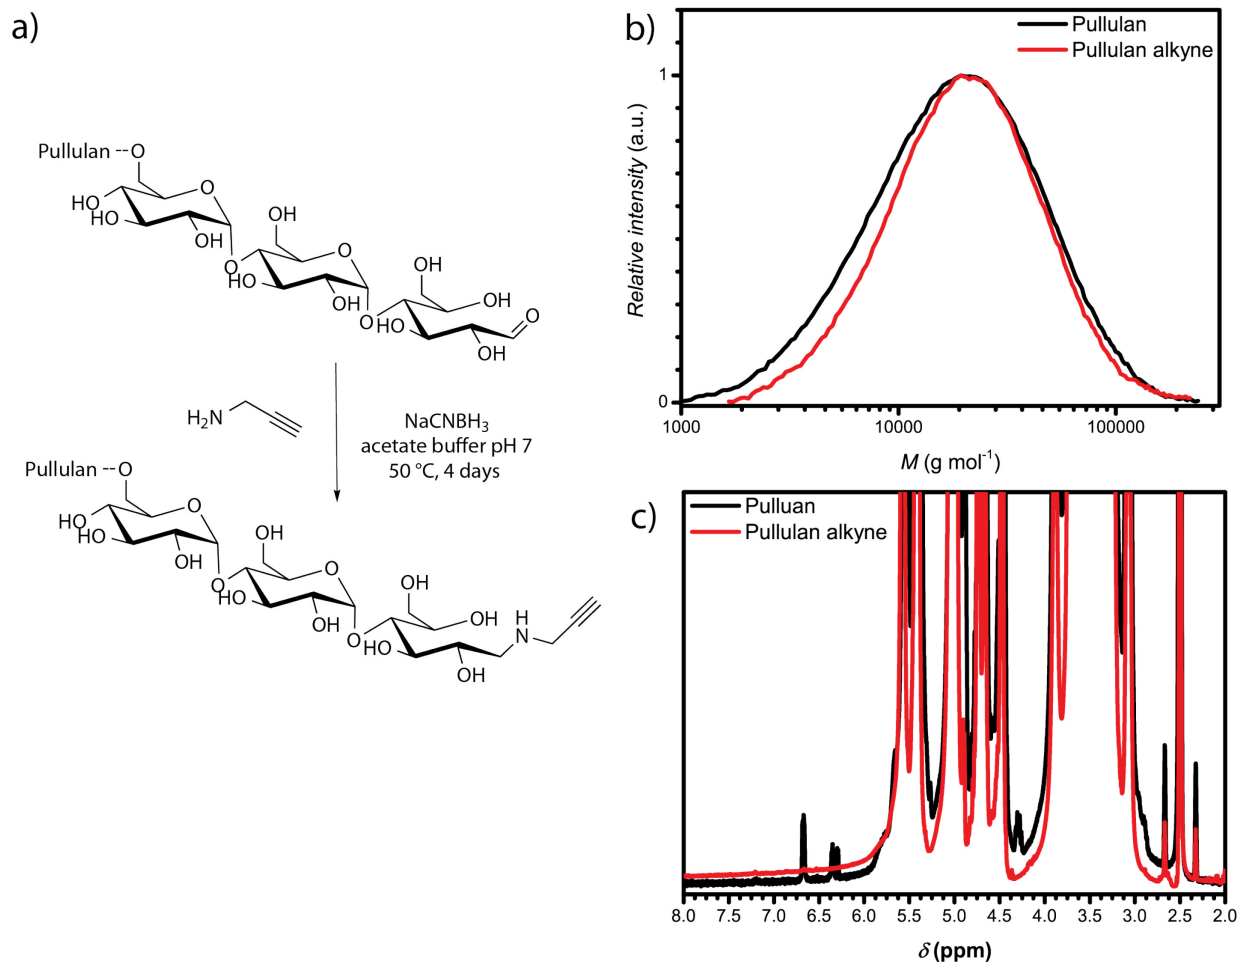 a)
Pullulan --O
O
HO
HO
OH
OH
O
O
HO
OH
OH
O
HO
OH
O
OH
H2N
NaCNBH3
acetate buffer pH 7
50 °C, 4 days
Pullulan --O
O
HO
HO
OH
OH
O
O
HO
OH
OH
O
HO
OH
H
N
OH
b)
Pullulan
Pullulan alkyne
Relative intensity (a.u.)
1
0
1000
10000
100000
M (g mol-1)
c)
Pulluan
Pullulan alkyne
8.0 7.5 7.0 6.5 6.0 5.5 5.0 4.5 4.0 3.5 3.0 2.5 2.0
δ (ppm)